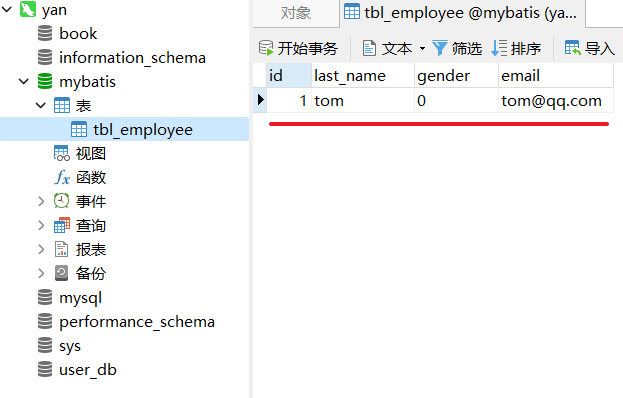 yan
book
information_schema
mybatis
表
tbl_employee
视图
fx 函数
事件
查询
报表
备份
mysql
performance_schema
sys
user_db
对象 tbl_employee @mybatis (ya...
开始事务 文本 筛选 排序 导入
id last_name gender email
1 tom 0 tom@qq.com